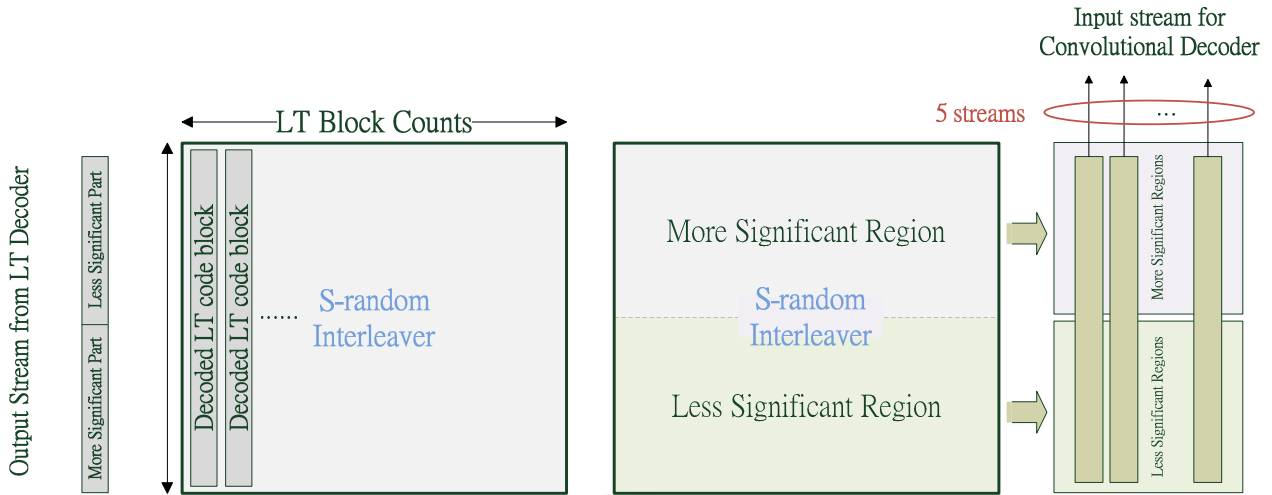 Input stream for
Convolutional Decoder
5 streams
...
LT Block Counts
Output Stream from LT Decoder
Less Significant Part
More Significant Part
Decoded LT code block
Decoded LT code block
......
S-random
Interleaver
More Significant Region
S-random
Interleaver
Less Significant Region
More Significant Regions
Less Significant Regions